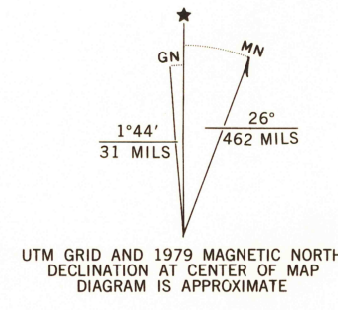 ★
GN
MN
1°44′
31 MILS
26°
462 MILS
UTM GRID AND 1979 MAGNETIC NORTH
DECLINATION AT CENTER OF MAP
DIAGRAM IS APPROXIMATE